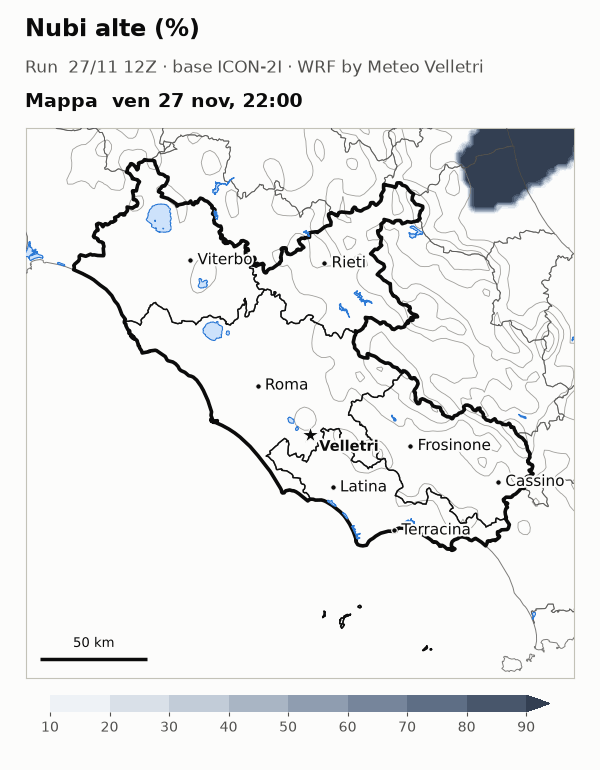 Nubi alte (%)
Run  27/11 12Z · base ICON-2I · WRF by Meteo Velletri
Mappa  ven 27 nov, 22:00
Viterbo
Rieti
Roma
Velletri
Frosinone
Cassino
Latina
Terracina
50 km
10 20 30 40 50 60 70 80 90